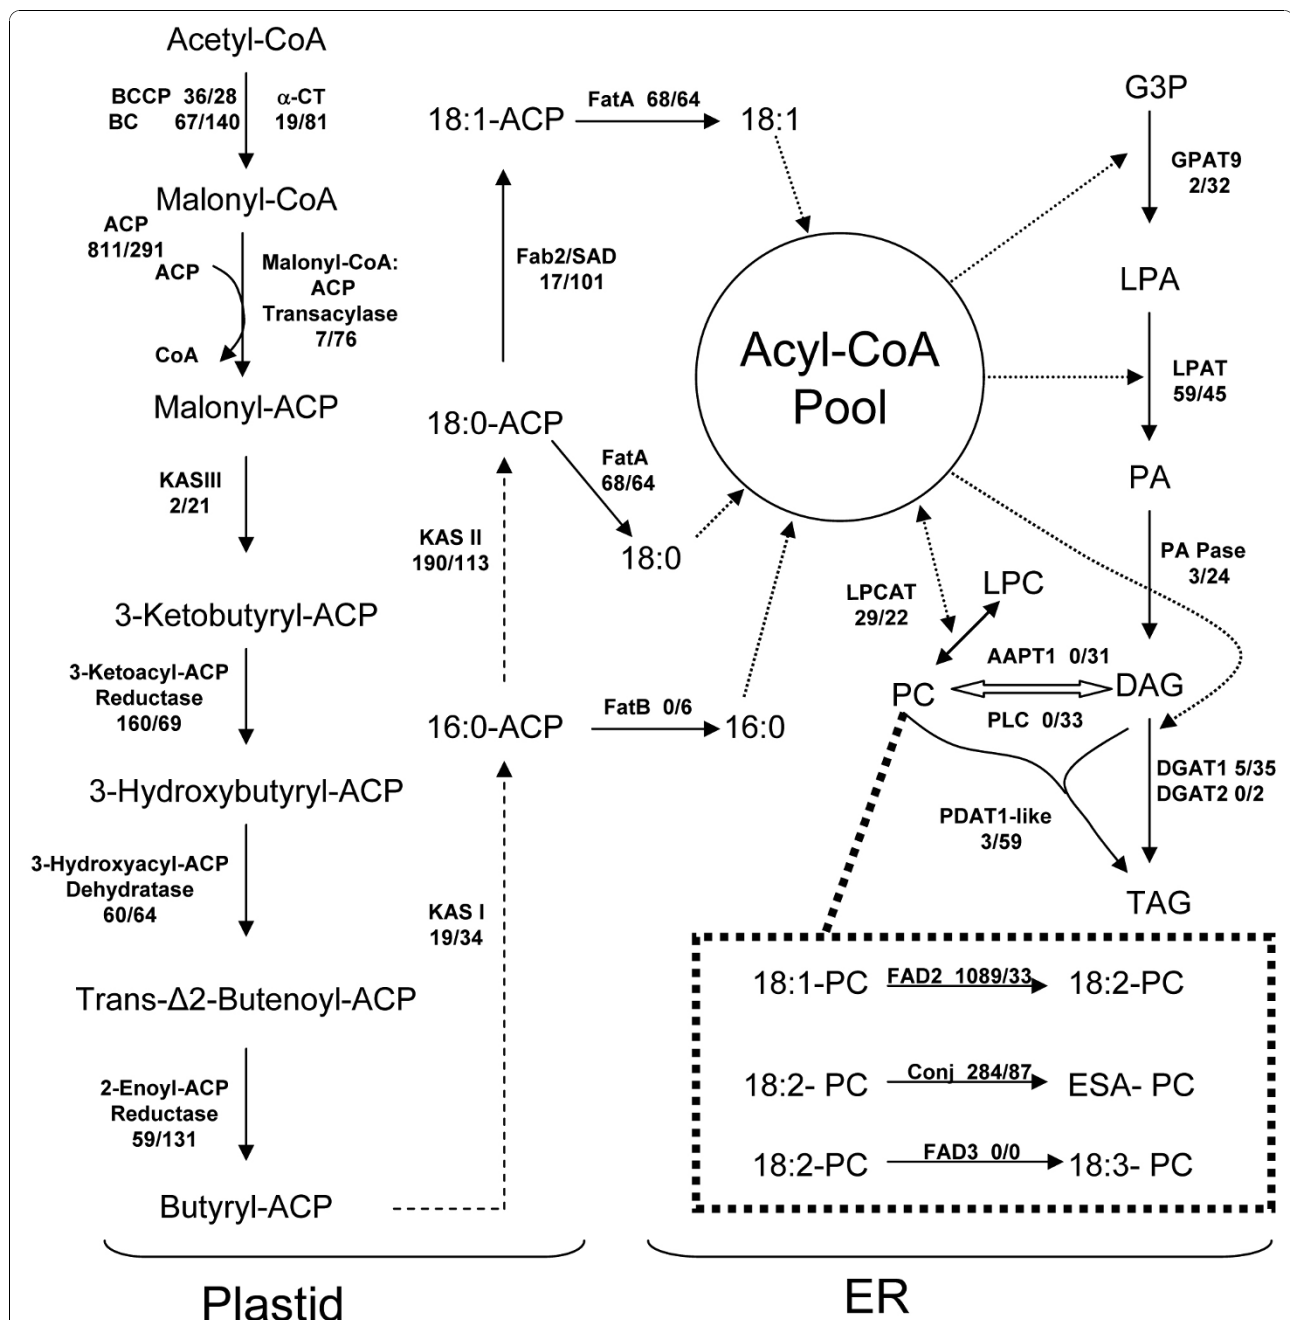 Acetyl-CoA
BCCP 36/28
BC 67/140
α-CT
19/81
Malonyl-CoA
ACP
811/291
ACP
CoA
Malonyl-CoA:
ACP
Transacylase
7/76
Malonyl-ACP
KASIII
2/21
3-Ketobutyryl-ACP
3-Ketoacyl-ACP
Reductase
160/69
3-Hydroxybutyryl-ACP
3-Hydroxyacyl-ACP
Dehydratase
60/64
Trans-Δ2-Butenoyl-ACP
2-Enoyl-ACP
Reductase
59/131
Butyryl-ACP
Plastid
18:1-ACP
FatA 68/64
18:1
Fab2/SAD
17/101
18:0-ACP
FatA
68/64
18:0
KAS II
190/113
16:0-ACP
FatB 0/6
16:0
KAS I
19/34
Acyl-CoA
Pool
G3P
GPAT9
2/32
LPA
LPAT
59/45
PA
PA Pase
3/24
LPCAT
29/22
LPC
AAPT1 0/31
PC
DAG
PLC 0/33
DGAT1 5/35
DGAT2 0/2
PDAT1-like
3/59
TAG
18:1-PC FAD2 1089/33 18:2-PC
18:2- PC Conj 284/87 ESA- PC
18:2-PC FAD3 0/0 18:3- PC
ER